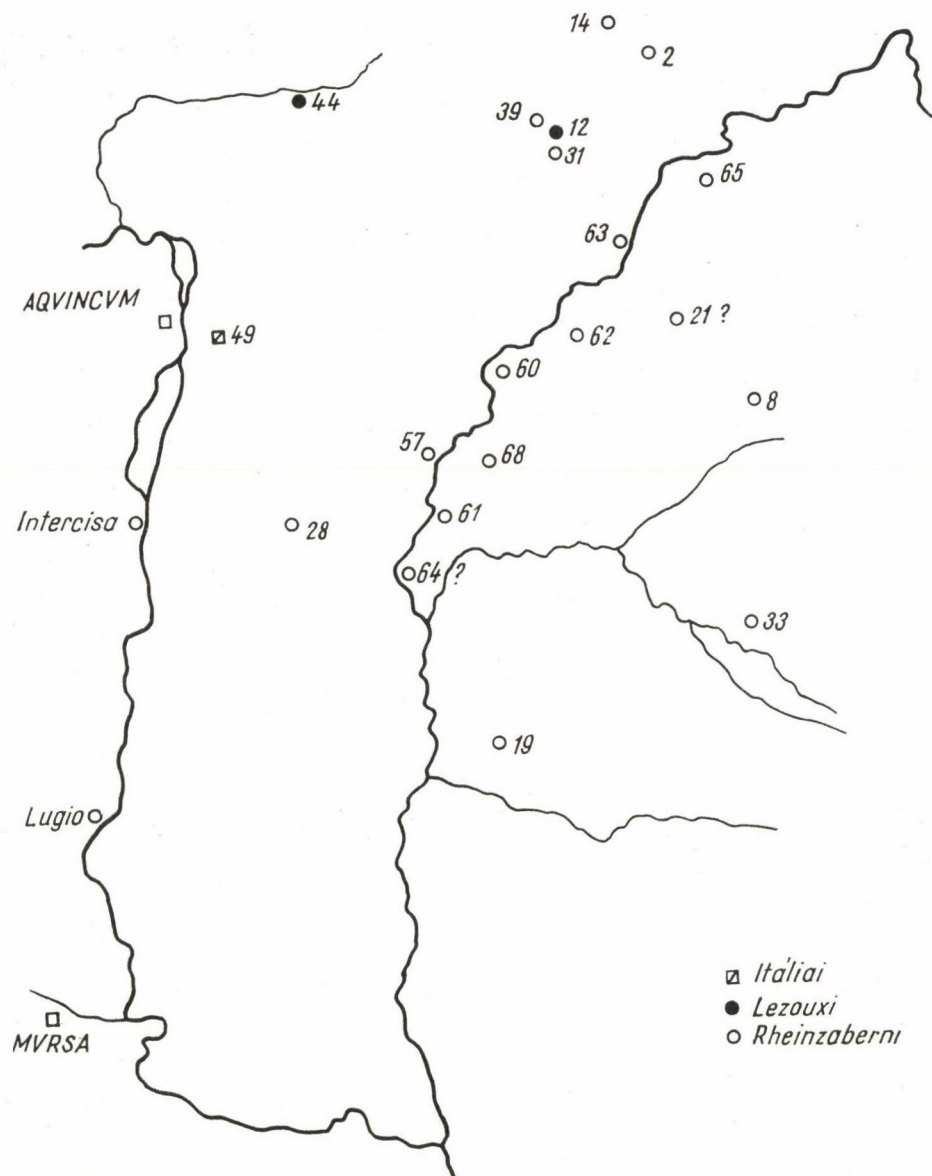 14
2
44
39
12
31
65
63
AQVINCVM
49
21 ?
62
60
8
57
68
Intercisa
28
61
64 ?
33
19
Lugio
Itáliai
Lezouxi
Rheinzaberni
MVRSA